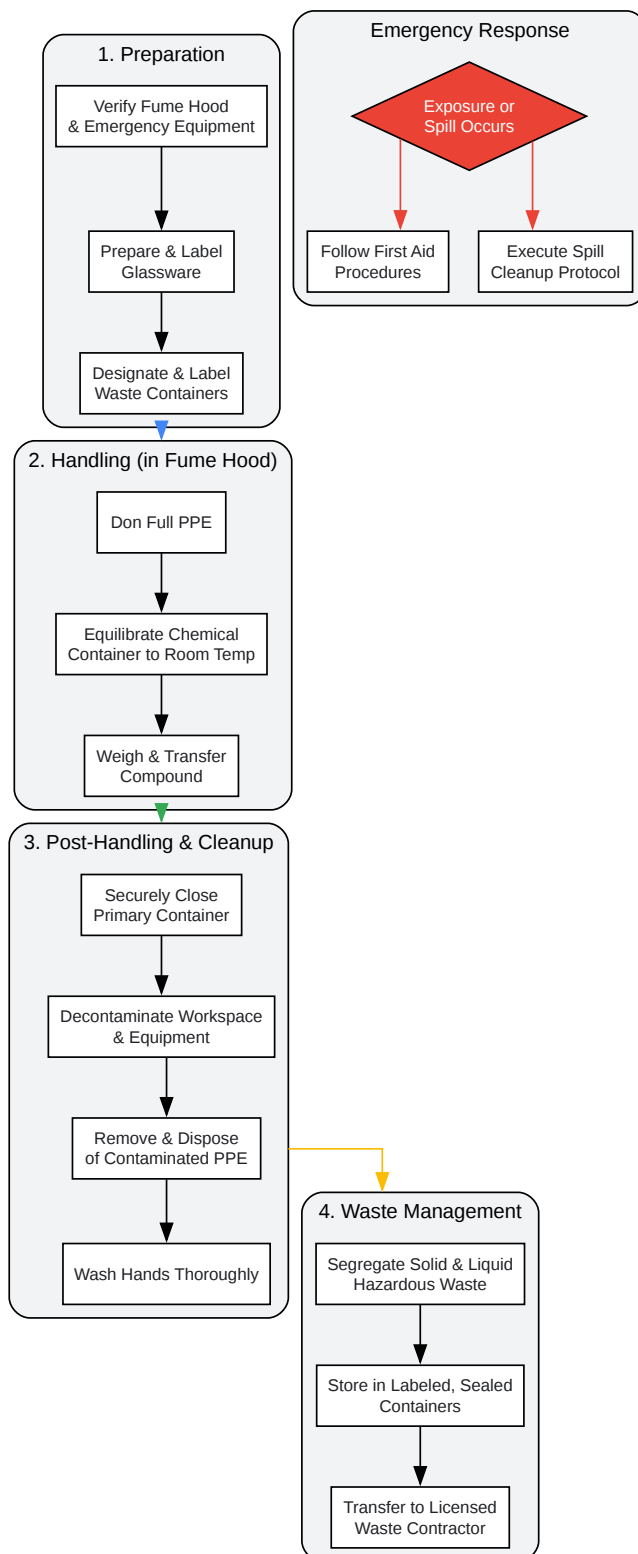 1. Preparation
Verify Fume Hood
& Emergency Equipment
Prepare & Label
Glassware
Designate & Label
Waste Containers
Emergency Response
Exposure or
Spill Occurs
Follow First Aid
Procedures
Execute Spill
Cleanup Protocol
2. Handling (in Fume Hood)
Don Full PPE
Equilibrate Chemical
Container to Room Temp
Weigh & Transfer
Compound
3. Post-Handling & Cleanup
Securely Close
Primary Container
Decontaminate Workspace
& Equipment
Remove & Dispose
of Contaminated PPE
Wash Hands Thoroughly
4. Waste Management
Segregate Solid & Liquid
Hazardous Waste
Store in Labeled, Sealed
Containers
Transfer to Licensed
Waste Contractor